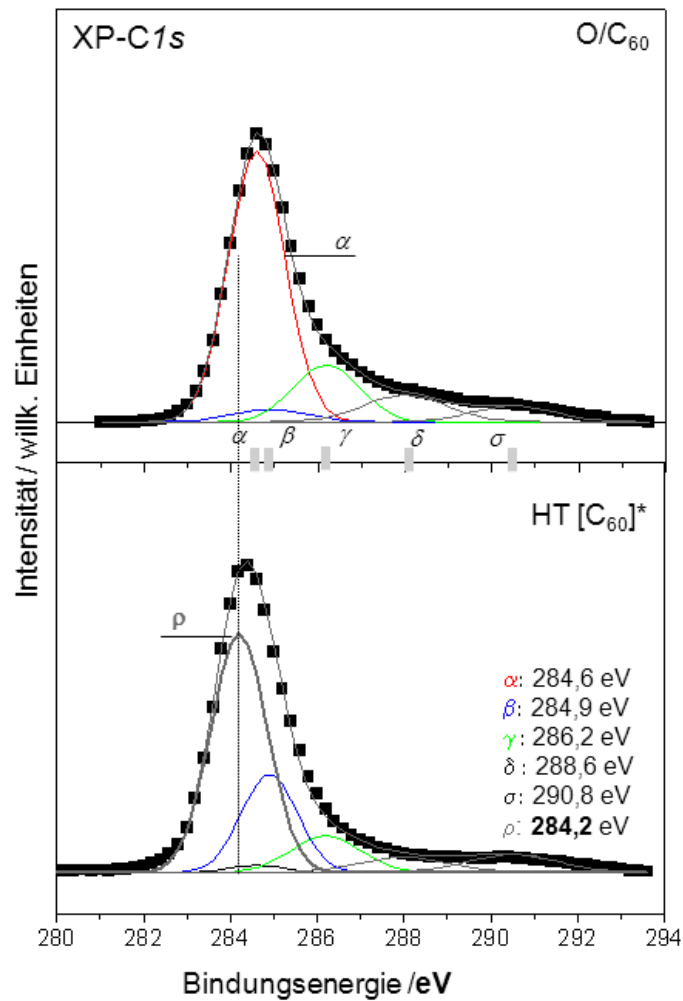 XP-C1s
O/C60
α
α β γ δ σ
HT [C60]*
ρ
α: 284,6 eV
β: 284,9 eV
γ: 286,2 eV
δ: 288,6 eV
σ: 290,8 eV
ρ: 284,2 eV
280 282 284 286 288 290 292 294
Bindungsenergie /eV
Intensität / willk. Einheiten